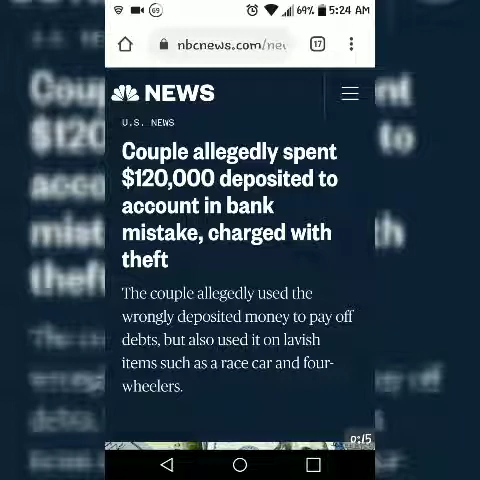 69 69% 5:24 AM
nbcnews.com/nev 17
NEWS
U.S. NEWS
Couple allegedly spent
$120,000 deposited to
account in bank
mistake, charged with
theft
The couple allegedly used the
wrongly deposited money to pay off
debts, but also used it on lavish
items such as a race car and four-
wheelers.
0:15